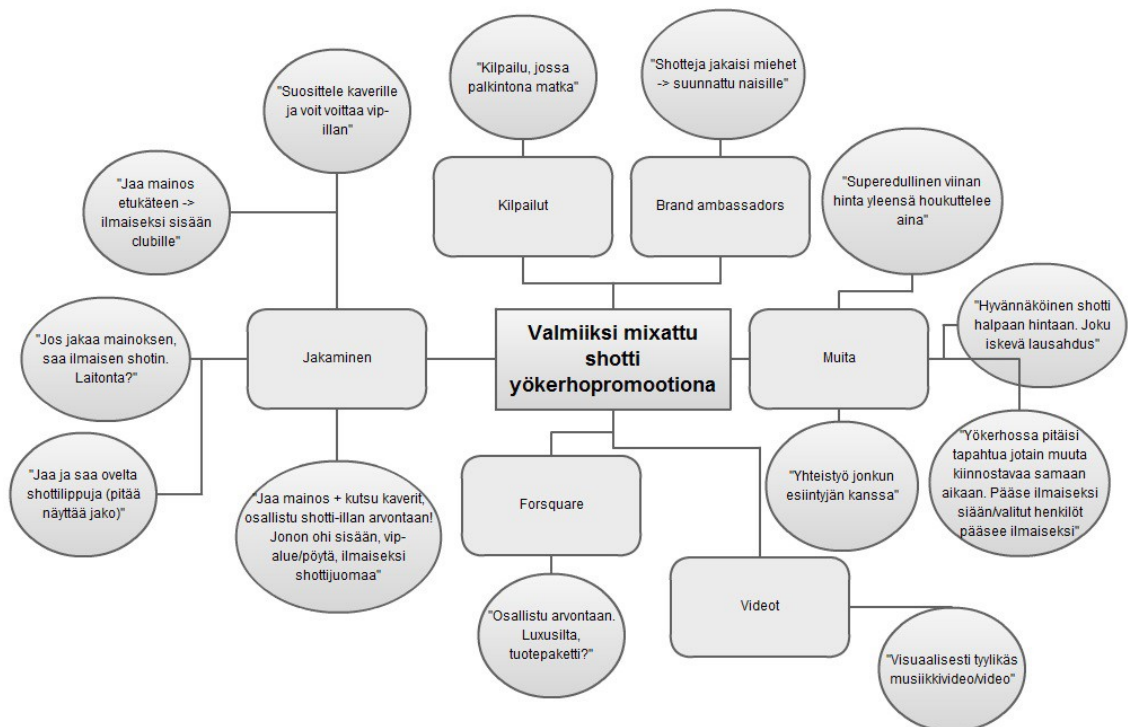 "Kilpailu, jossa
palkintona matka"
"Shotteja jakaisi miehet
-> suunnattu naisille
"Suosittele kaverille
ja voit voittaa vip-
illan"
"Jaa mainos
etukäteen ->
ilmaiseksi sisään
clubille"
Kilpailut
Brand ambassadors
"Superedullinen viinan
hinta yleensä houkuttelee
aina"
"Jos jakaa mainoksen,
saa ilmaisen shotin.
Laitonta?"
Jakaminen
Valmiiksi mixattu
shotti
yökerhopromootiona
Muita
"Hyvännäköinen shotti
halpaan hintaan. Joku
iskevä lausahdus"
"Jaa ja saa ovelta
shottilippuja (pitää
näyttää jako)"
"Jaa mainos + kutsu kaverit,
osallistu shotti-illan arvontaan!
Jonon ohi sisään, vip-
alue/pöytä, ilmaiseksi
shottijuomaa"
Forsquare
"Yhteistyö jonkun
esiintyjän kanssa"
"Yökerhossa pitäisi
tapahtua jotain muuta
kiinnostavaa samaan
aikaan. Pääse ilmaiseksi
siään/valitut henkilöt
pääsee ilmaiseksi"
"Osallistu arvontaan.
Luxusilta,
tuotepaketti?"
Videot
"Visuaalisesti tyylikäs
musiikkivideo/video"